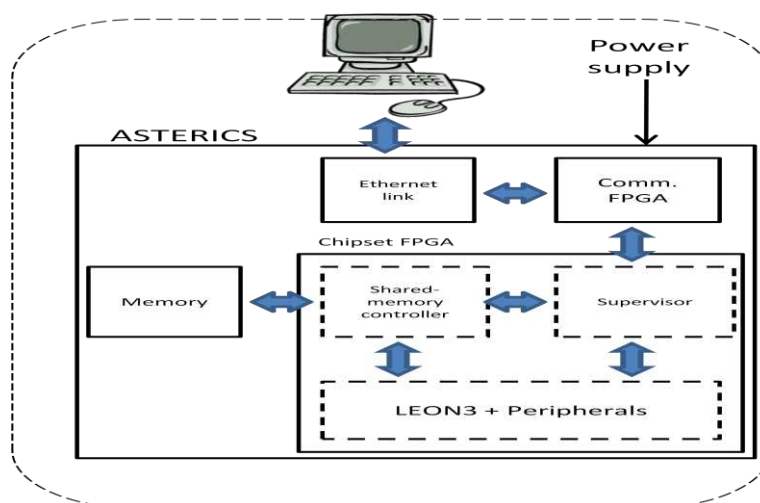 Power
supply
ASTERICS
Ethernet
link
Comm.
FPGA
Chipset FPGA
Memory
Shared-
memory
controller
Supervisor
LEON3 + Peripherals